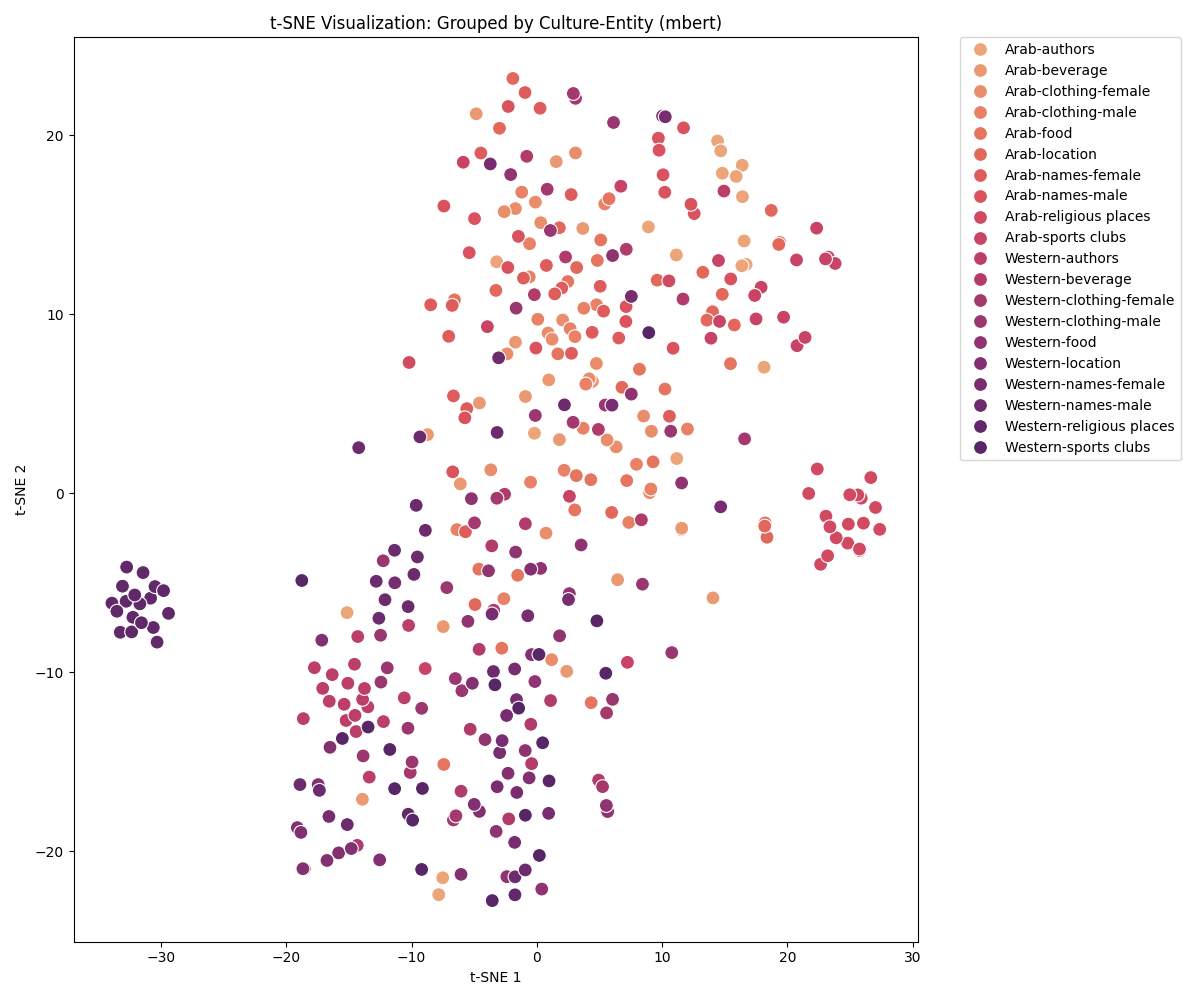 t-SNE Visualization: Grouped by Culture-Entity (mbert)
t-SNE 2
20
10
0
−10
−20
−30
−20
−10
0
10
20
30
t-SNE 1
Arab-authors
Arab-beverage
Arab-clothing-female
Arab-clothing-male
Arab-food
Arab-location
Arab-names-female
Arab-names-male
Arab-religious places
Arab-sports clubs
Western-authors
Western-beverage
Western-clothing-female
Western-clothing-male
Western-food
Western-location
Western-names-female
Western-names-male
Western-religious places
Western-sports clubs